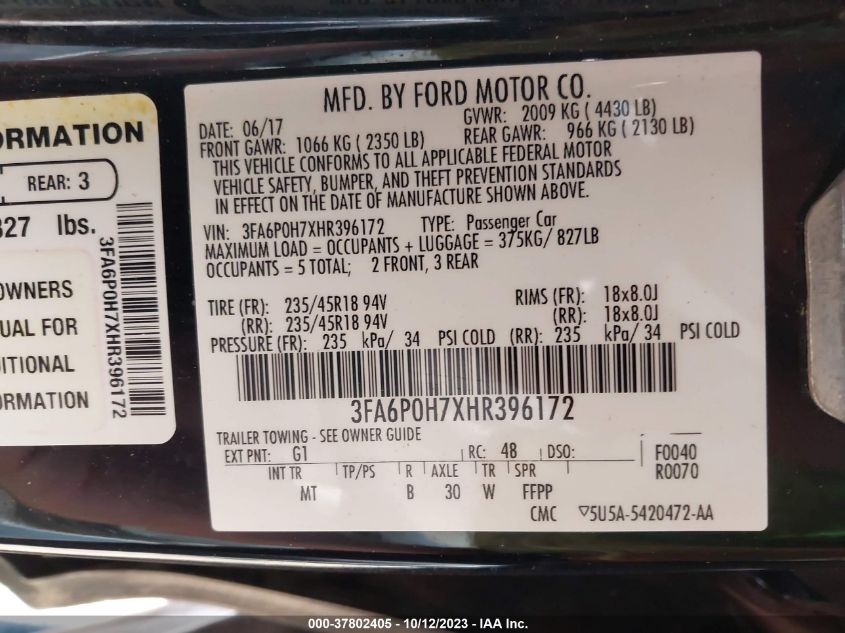 ORMATION
REAR: 3
827 lbs.
3FA6P0H7XHR396172
OWNERS
UAL FOR
DITIONAL
ORMATION
MFD. BY FORD MOTOR CO.
DATE: 06/17 GVWR: 2009 KG ( 4430 LB)
FRONT GAWR: 1066 KG ( 2350 LB) REAR GAWR: 966 KG ( 2130 LB)
THIS VEHICLE CONFORMS TO ALL APPLICABLE FEDERAL MOTOR
VEHICLE SAFETY, BUMPER, AND THEFT PREVENTION STANDARDS
IN EFFECT ON THE DATE OF MANUFACTURE SHOWN ABOVE.
VIN: 3FA6P0H7XHR396172 TYPE: Passenger Car
MAXIMUM LOAD = OCCUPANTS + LUGGAGE = 375KG/ 827LB
OCCUPANTS = 5 TOTAL; 2 FRONT, 3 REAR
TIRE (FR): 235/45R18 94V RIMS (FR): 18x8.0J
(RR): 235/45R18 94V (RR): 18x8.0J
PRESSURE (FR): 235 kPa/ 34 PSI COLD (RR): 235 kPa/ 34 PSI COLD
3FA6P0H7XHR396172
TRAILER TOWING - SEE OWNER GUIDE
EXT PNT: G1 RC: 48 DSO: F0040
INT TR TP/PS R AXLE TR SPR R0070
MT B 30 W FFPP
CMC ▽5U5A-5420472-AA
000-37802405 - 10/12/2023 - IAA Inc.